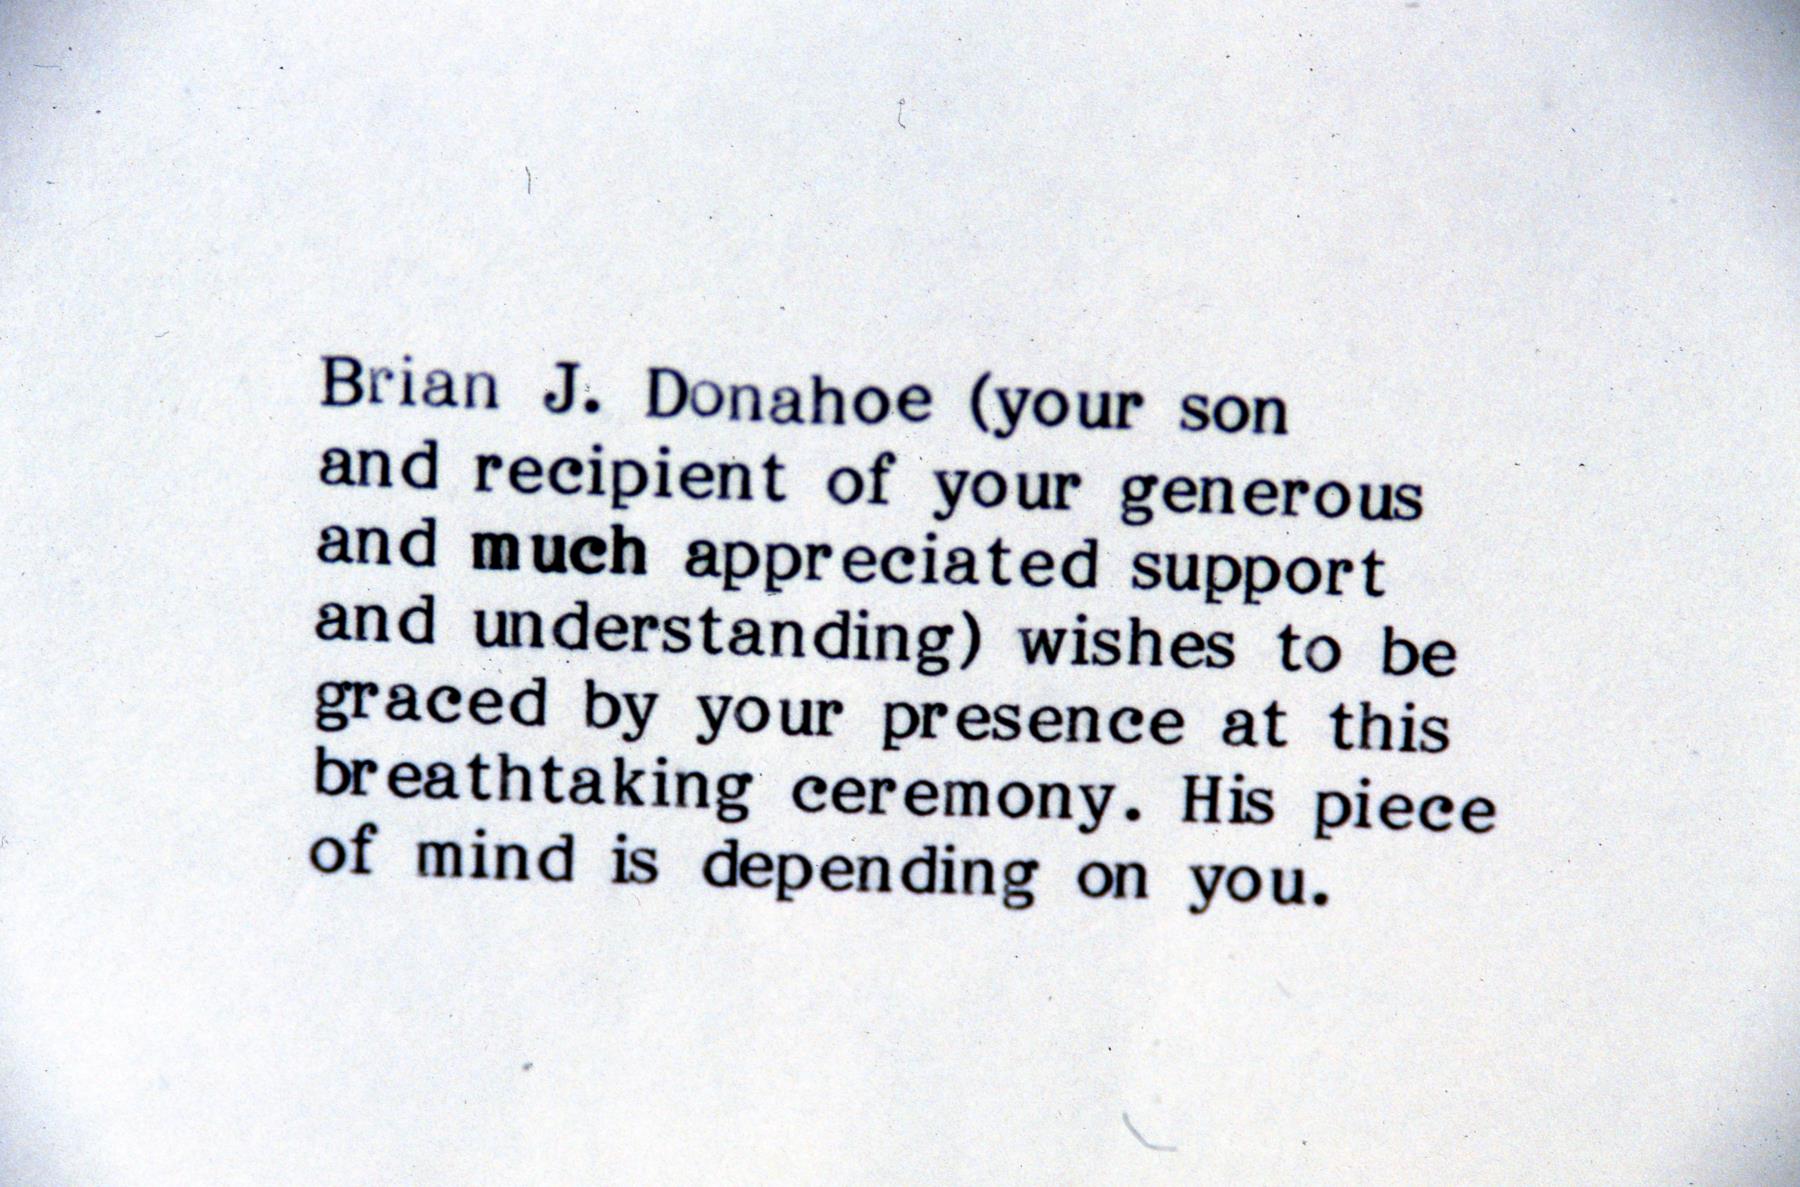 Brian J. Donahoe (your son
and recipient of your generous
and much appreciated support
and understanding) wishes to be
graced by your presence at this
breathtaking ceremony. His piece
of mind is depending on you.